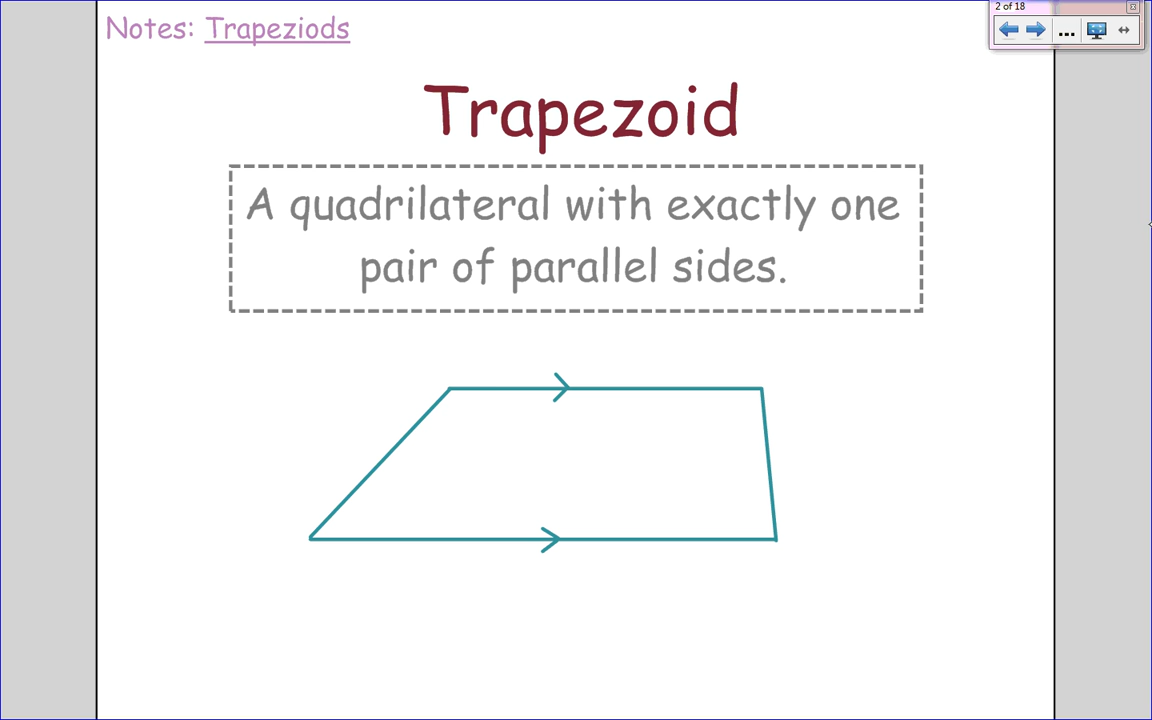 Notes: Trapeziods
2 of 18
Trapezoid
A quadrilateral with exactly one
pair of parallel sides.